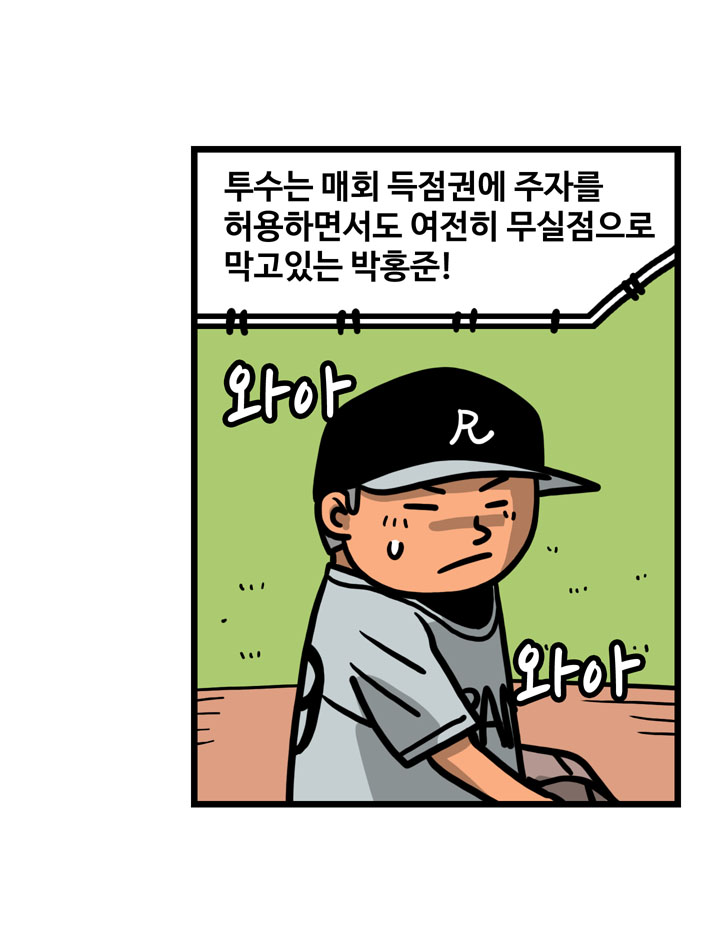 투수는 매회 득점권에 주자를
허용하면서도 여전히 무실점으로
막고있는 박홍준!
와아
R
와아